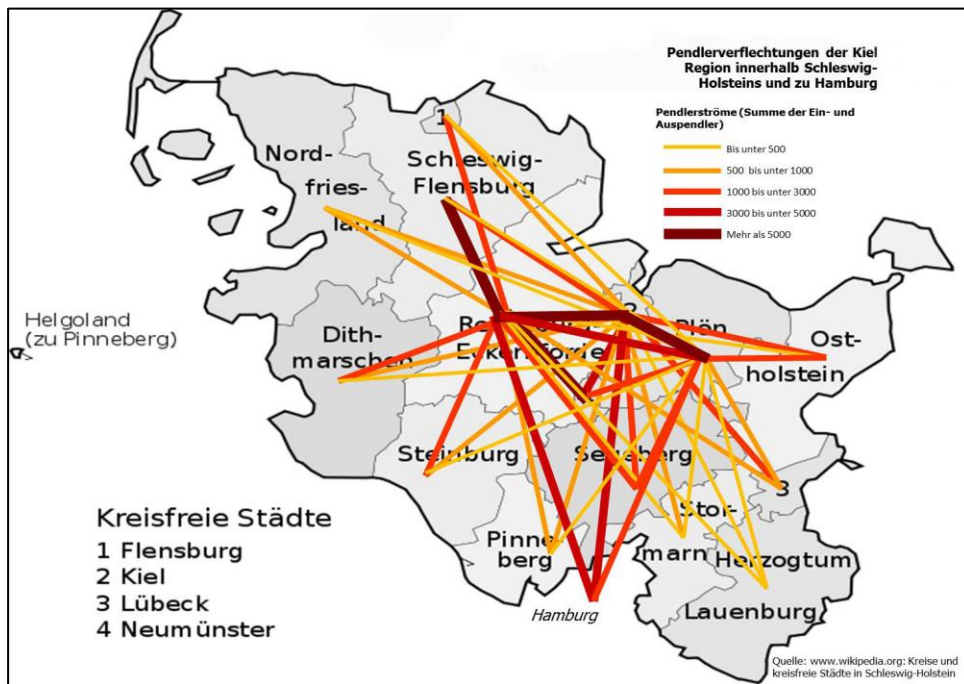 Pendlerverflechtungen der Kiel
Region innerhalb Schleswig-
Holsteins und zu Hamburg
Pendlerströme (Summe der Ein- und
Auspendler)
Bis unter 500
500 bis unter 1000
1000 bis unter 3000
3000 bis unter 5000
Mehr als 5000
1
Nord-
fries-
land
Schleswig-
Flensburg
2
Plön
Ost-
holstein
Helgoland
(zu Pinneberg)
Dith-
marschen
Eckernförde
Steinburg
Segeberg
3
Stor-
marn
Pinne-
berg
Herzogtum
Lauenburg
Hamburg
Kreisfreie Städte
1 Flensburg
2 Kiel
3 Lübeck
4 Neumünster
Quelle: www.wikipedia.org: Kreise und
kreisfreie Städte in Schleswig-Holstein